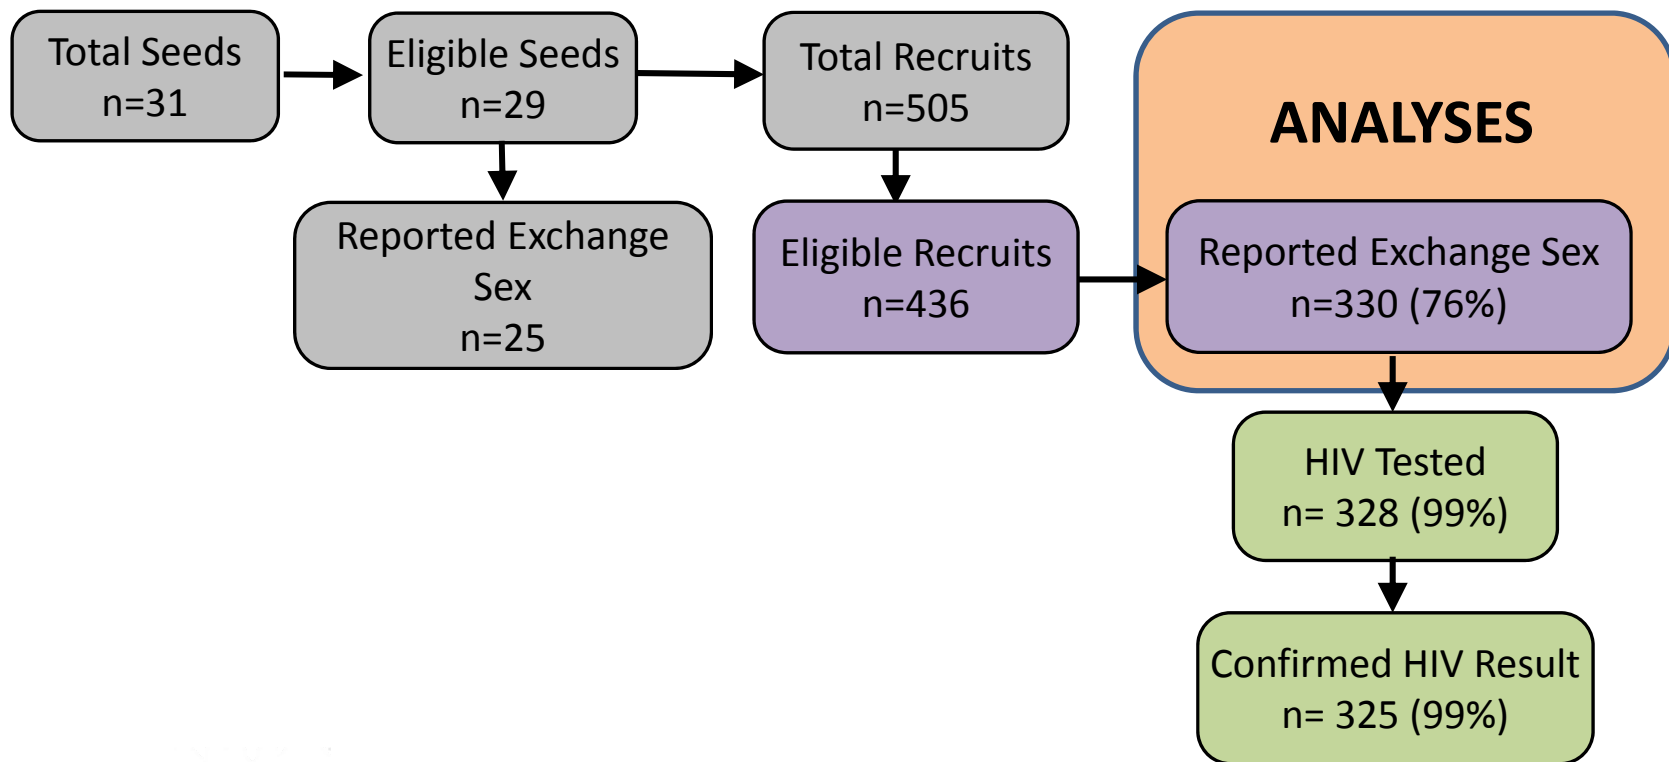 Total Seeds
n=31
Eligible Seeds
n=29
Total Recruits
n=505
ANALYSES
Reported Exchange
Sex
n=25
Eligible Recruits
n=436
Reported Exchange Sex
n=330 (76%)
HIV Tested
n= 328 (99%)
Confirmed HIV Result
n= 325 (99%)